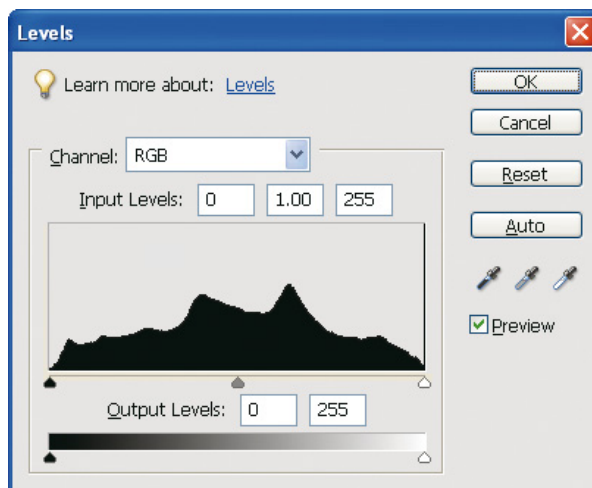 Levels
Learn more about: Levels
OK
Cancel
Channel: RGB
Reset
Input Levels: 0 1.00 255
Auto
Preview
Output Levels: 0 255